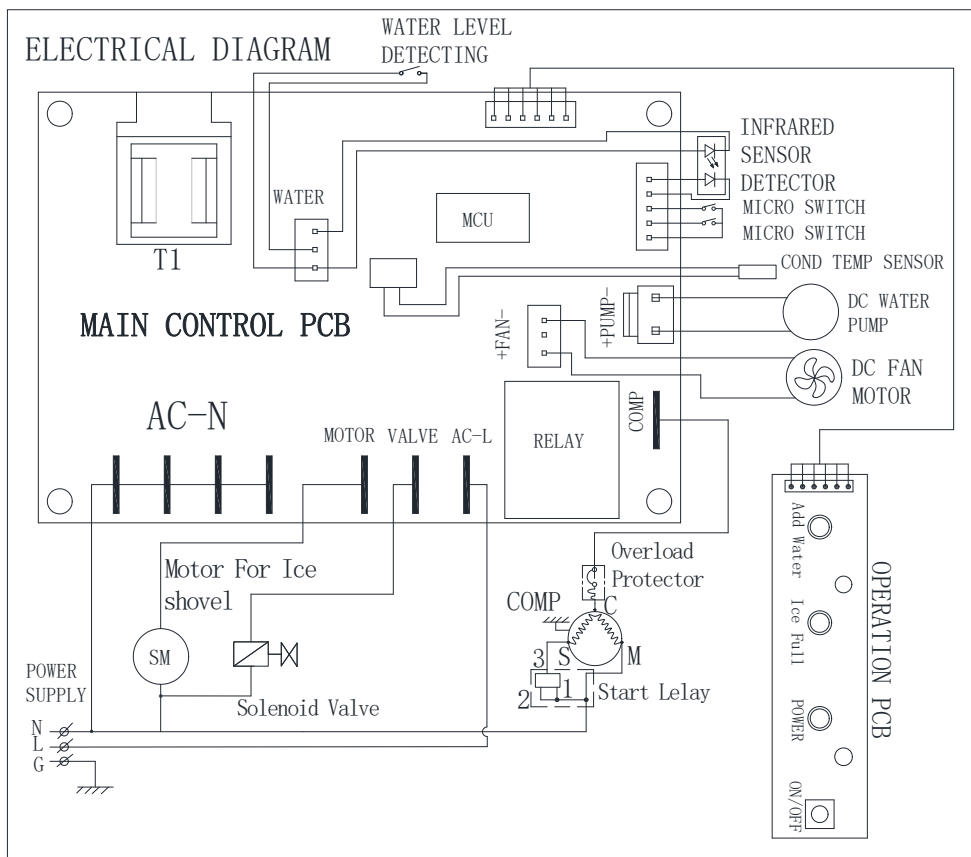 ELECTRICAL DIAGRAM
WATER LEVEL
DETECTING
INFRARED
SENSOR
DETECTOR
WATER
MCU
MICRO SWITCH
MICRO SWITCH
T1
COND TEMP SENSOR
MAIN CONTROL PCB
+FAN-
+PUMP-
DC WATER
PUMP
DC FAN
MOTOR
AC-N
MOTOR
VALVE
AC-L
RELAY
COMP
Motor For Ice
shovel
Overload
Protector
COMP
C
SM
3
S
M
2
1
Start Lelay
POWER
SUPPLY
Solenoid Valve
N
L
G
Add Water
Ice Full
POWER
ON/OFF
OPERATION PCB